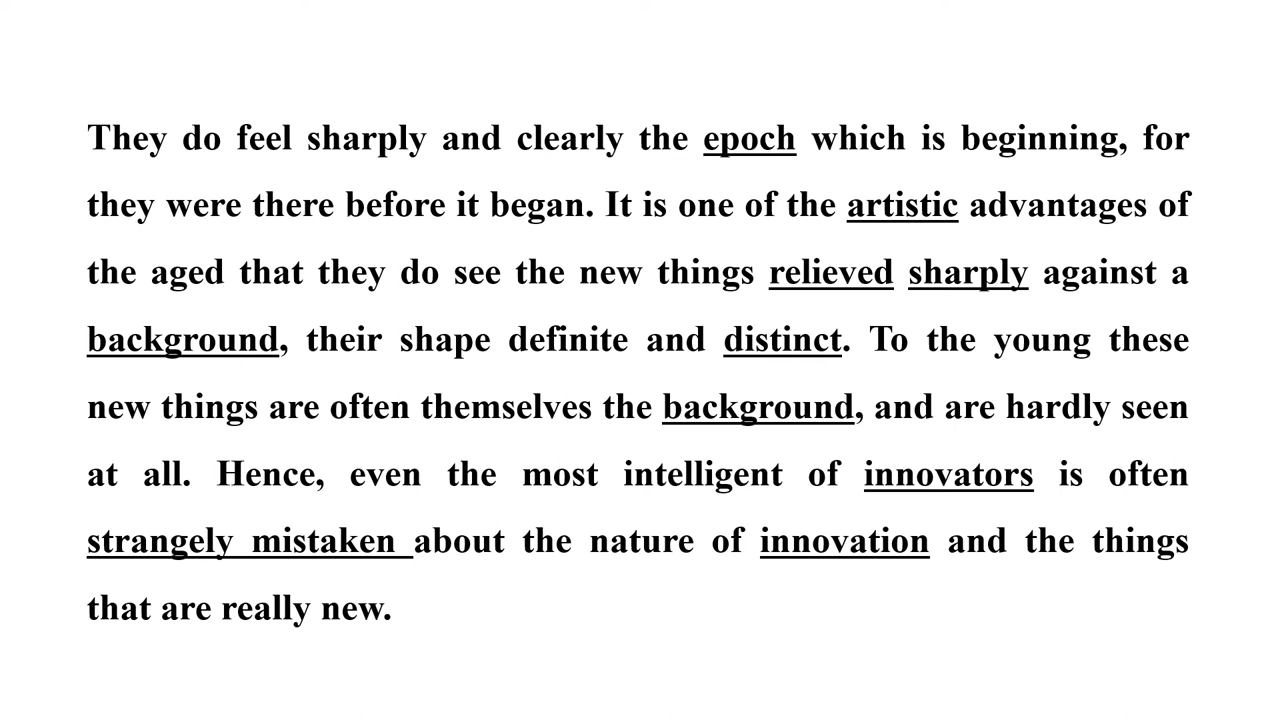 They do feel sharply and clearly the epoch which is beginning, for
they were there before it began. It is one of the artistic advantages of
the aged that they do see the new things relieved sharply against a
background, their shape definite and distinct. To the young these
new things are often themselves the background, and are hardly seen
at all. Hence, even the most intelligent of innovators is often
strangely mistaken about the nature of innovation and the things
that are really new.